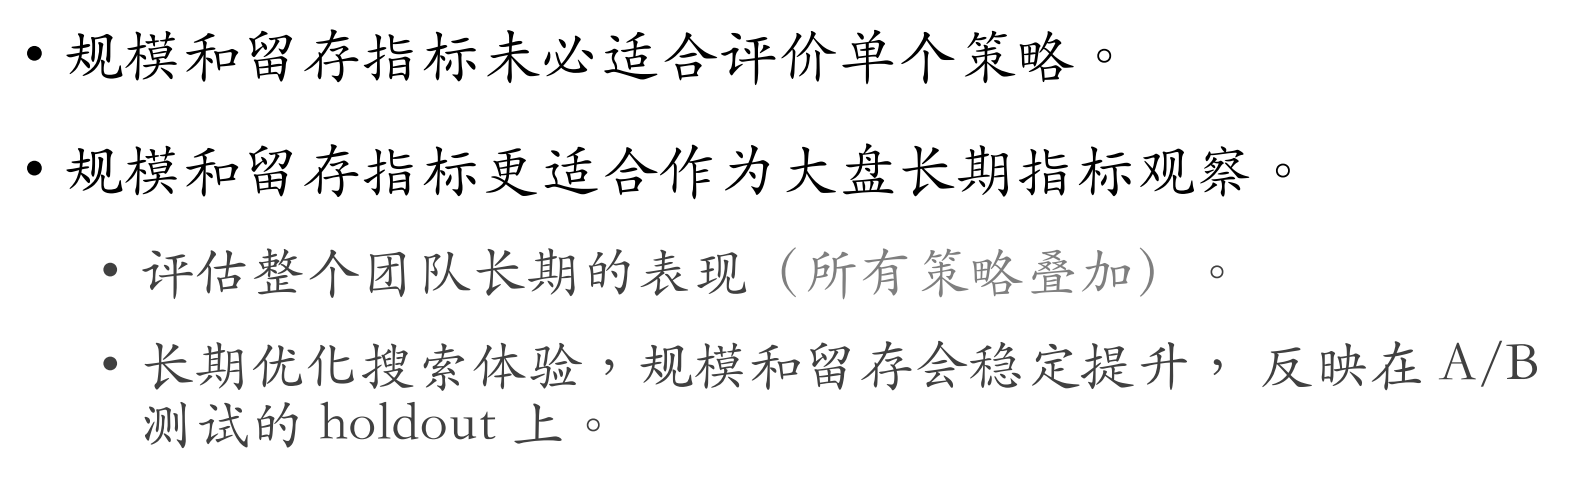 • 规模和留存指标未必适合评价单个策略。
• 规模和留存指标更适合作为大盘长期指标观察。
• 评估整个团队长期的表现（所有策略叠加）。
• 长期优化搜索体验，规模和留存会稳定提升， 反映在 A/B
测试的 holdout 上。